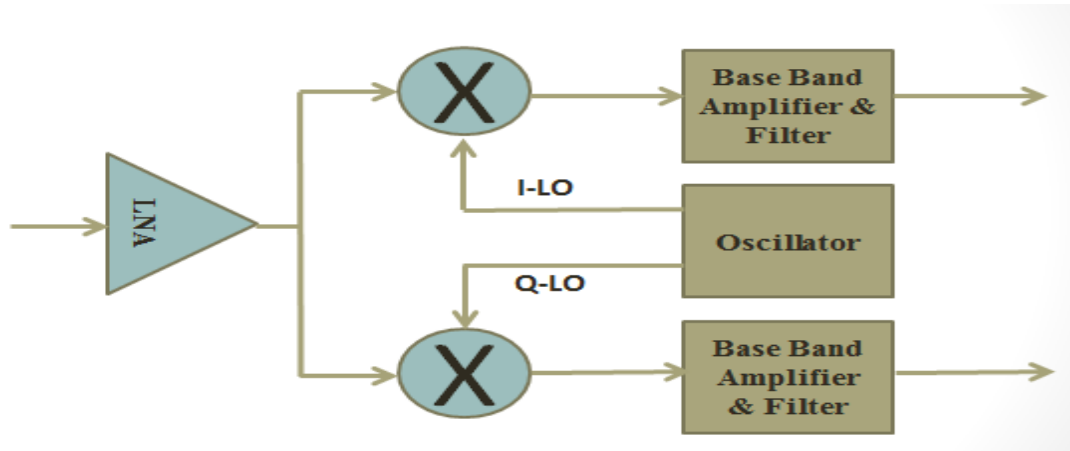 X
Base Band
Amplifier &
Filter
LNA
I-LO
Oscillator
Q-LO
X
Base Band
Amplifier
& Filter